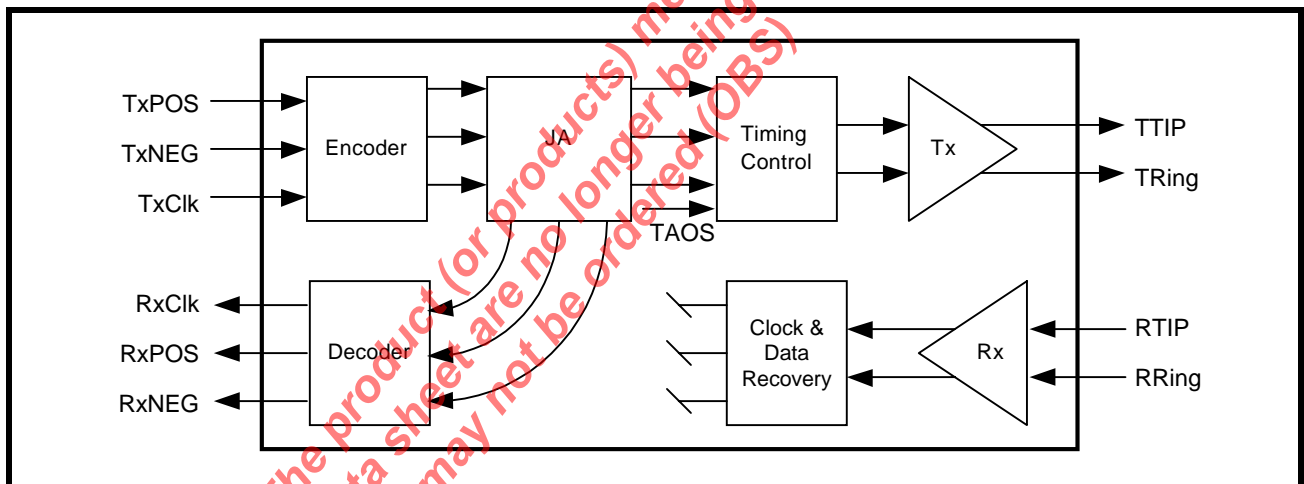 TxPOS
TxNEG
TxClk
Encoder
JA
Timing
Control
Tx
TTIP
TRing
TAOS
RxClk
RxPOS
RxNEG
Decoder
Clock &
Data
Recovery
Rx
RTIP
RRing
he product (or products) m
ta sheet are no longer being
may not be ordered (OBS)